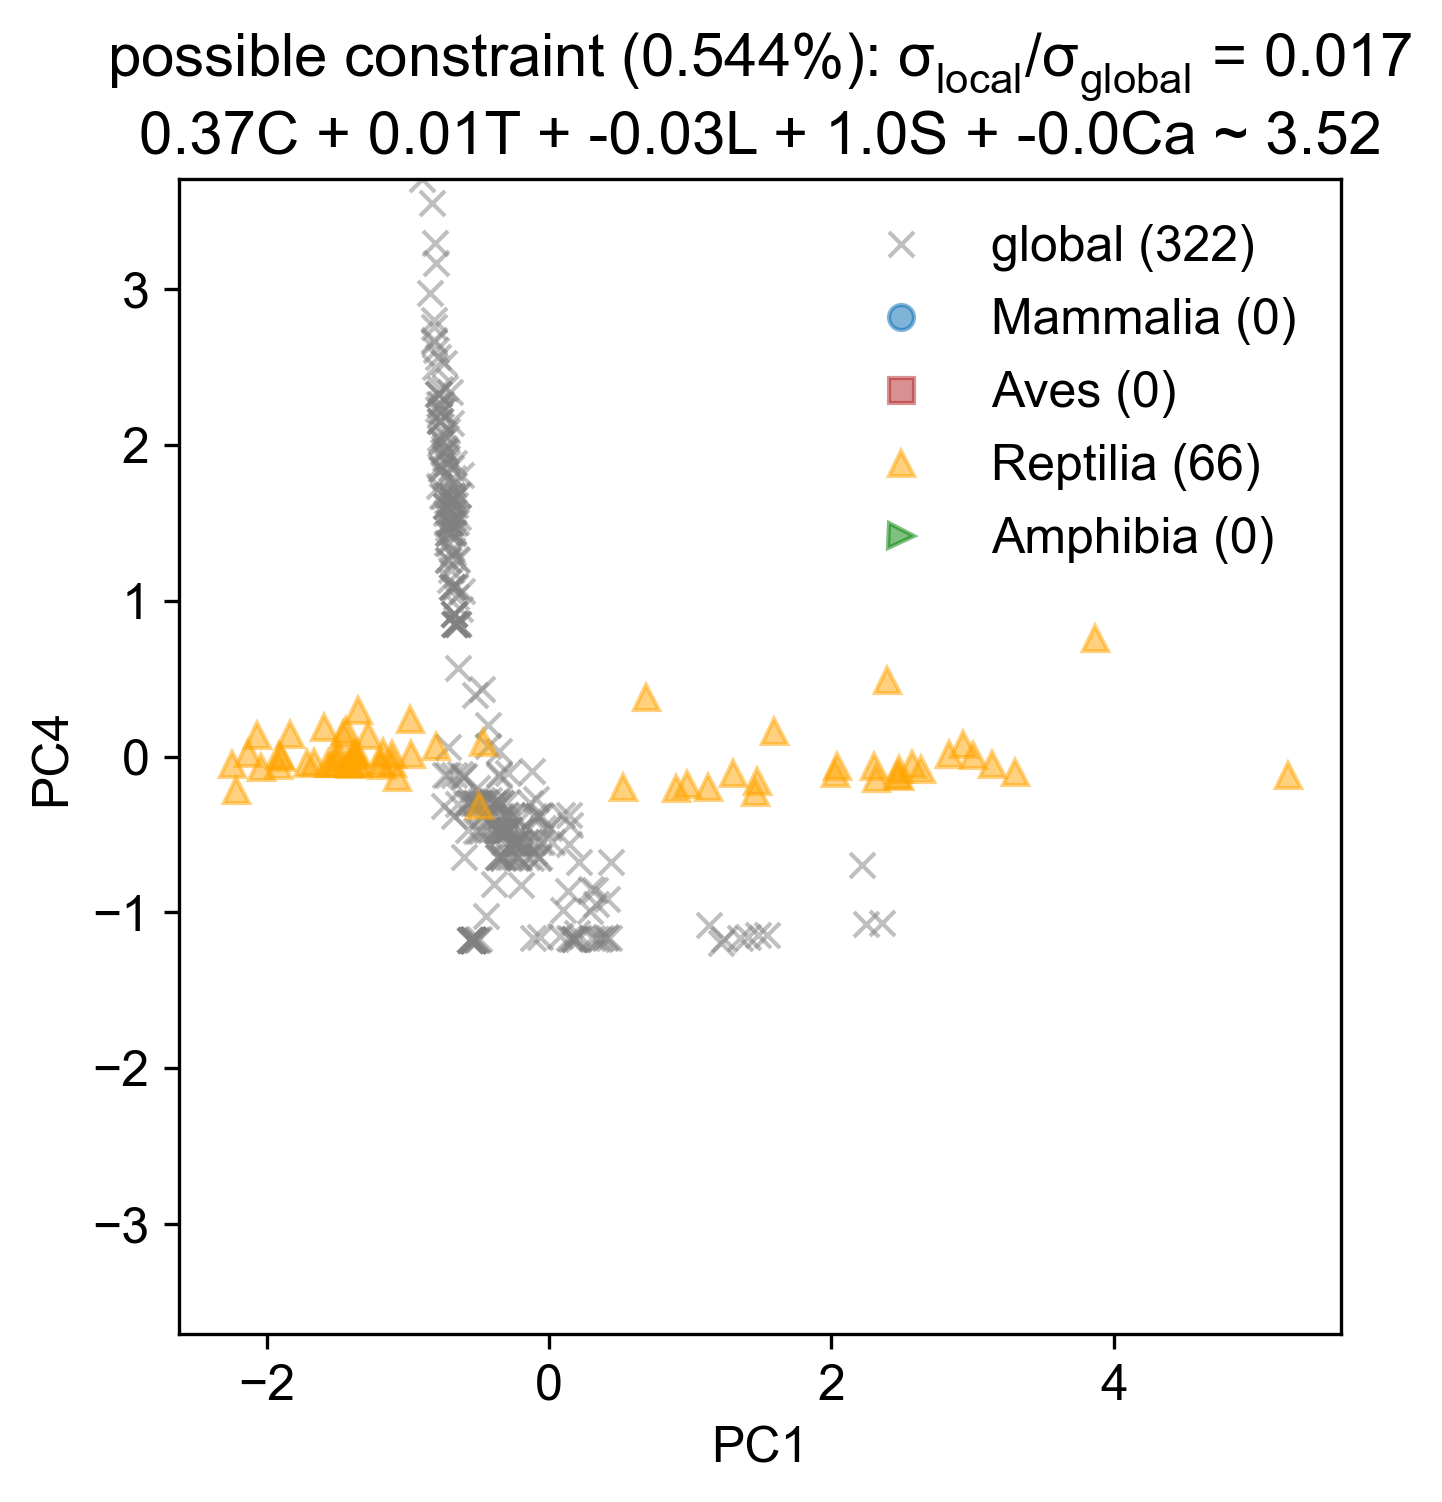 possible constraint (0.544%): σlocal/σglobal = 0.017
0.37C + 0.01T + -0.03L + 1.0S + -0.0Ca ~ 3.52
global (322)
Mammalia (0)
Aves (0)
Reptilia (66)
Amphibia (0)
3
2
1
0
−1
−2
−3
PC4
−2 0 2 4
PC1